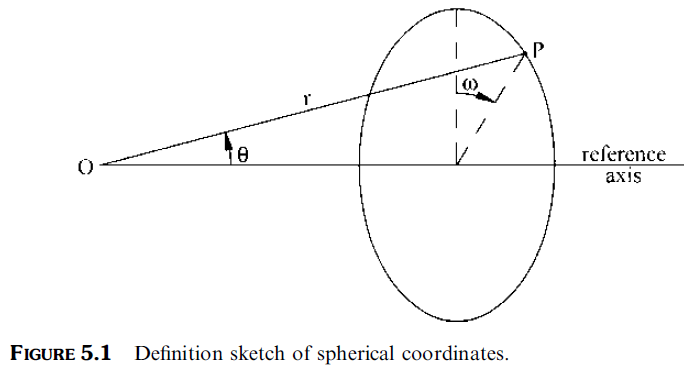 P
ω
r
θ
O
reference
axis
FIGURE 5.1 Definition sketch of spherical coordinates.